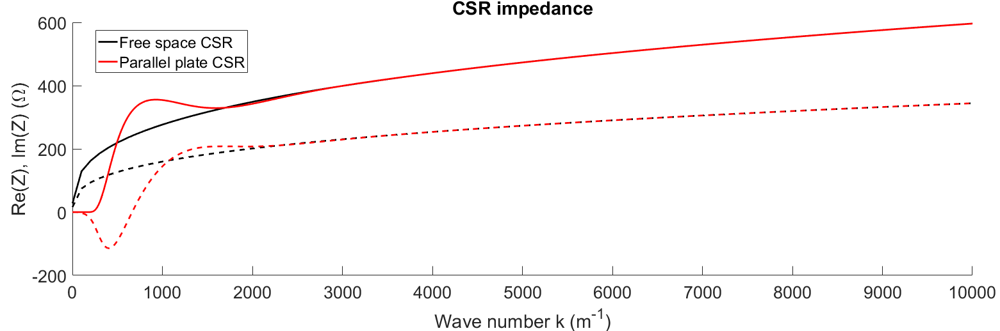 CSR impedance
600
Free space CSR
Parallel plate CSR
400
200
0
-200
Re(Z), Im(Z) (Ω)
0 1000 2000 3000 4000 5000 6000 7000 8000 9000 10000
Wave number k (m⁻¹)